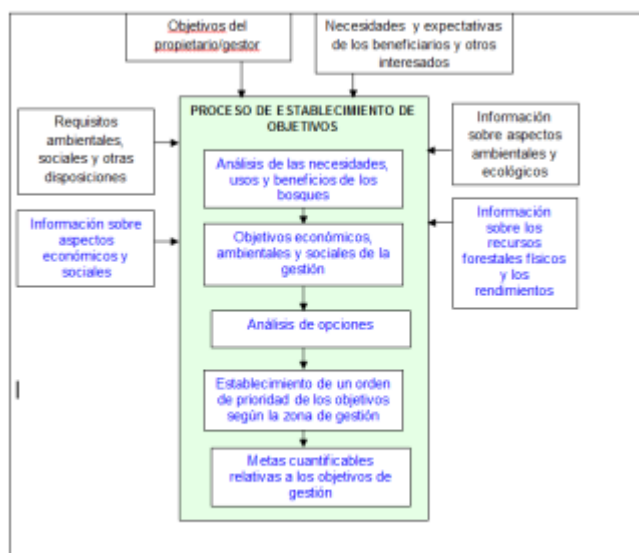 Objetivos del
propietario/gestor
Necesidades y expectativas
de los beneficiarios y otros
interesados
Requisitos
ambientales,
sociales y otras
disposiciones
Información sobre
aspectos
económicos y
sociales
PROCESO DE ESTABLECIMIENTO DE
OBJETIVOS
Análisis de las necesidades,
usos y beneficios de los
bosques
Objetivos económicos,
ambientales y sociales de la
gestión
Análisis de opciones
Establecimiento de un orden
de prioridad de los objetivos
según la zona de gestión
Metas cuantificables
relativas a los objetivos de
gestión
Información
sobre aspectos
ambientales y
ecológicos
Información
sobre los
recursos
forestales físicos
y los
rendimientos